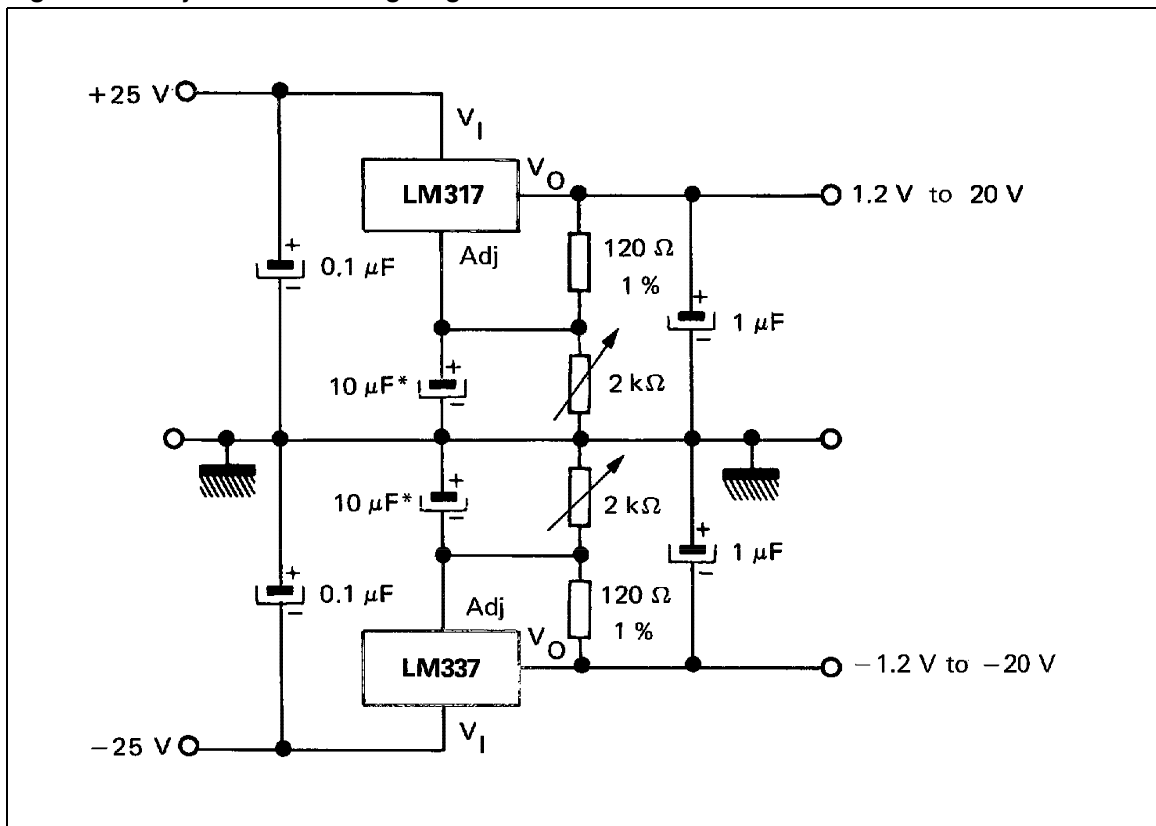 +25 V
V_I
LM317
V_O
1.2 V to 20 V
Adj
120 Ω
1 %
+
0.1 μF
−
+
1 μF
−
+
10 μF*
−
2 kΩ
+
10 μF*
−
2 kΩ
+
1 μF
−
+
0.1 μF
−
Adj
120 Ω
1 %
V_O
LM337
−1.2 V to −20 V
V_I
−25 V